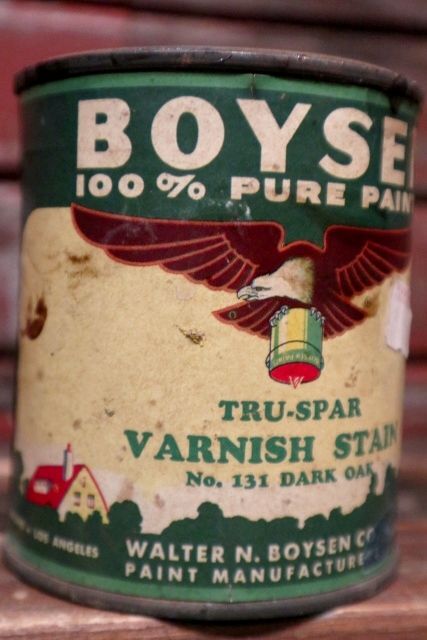 BOYSE
100% PURE PAIN
TRU-SPAR
VARNISH STAIN
No. 131 DARK OAK
LOS ANGELES
WALTER N. BOYSEN CO
PAINT MANUFACTURE